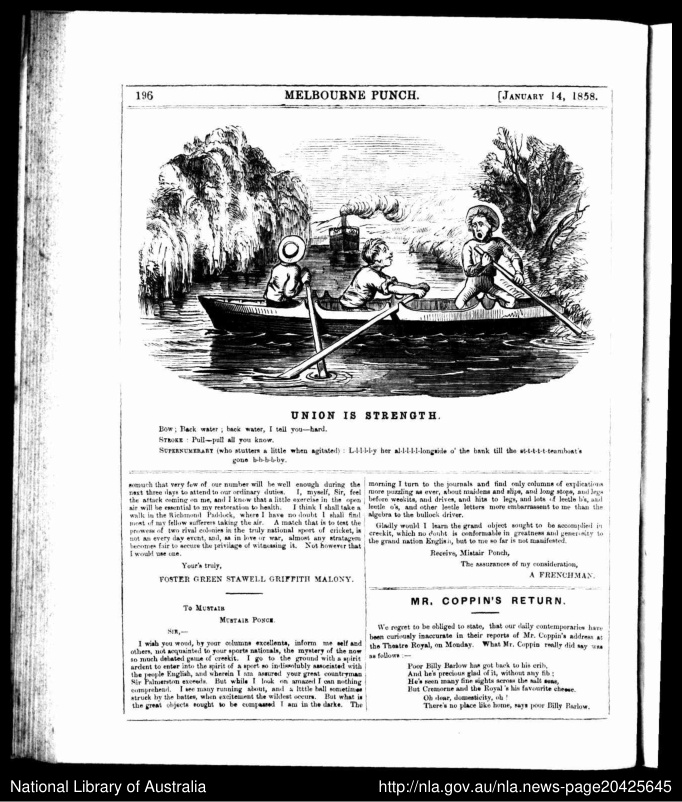 196 MELBOURNE PUNCH. [JANUARY 14, 1858.
UNION IS STRENGTH.
BOW; Back water; back water, I tell you—hard.
STROKE: Pull—pull all you know.
SUPERNUMERARY (who stutters a little when agitated): L-l-l-l-y her al-l-l-l-l-longside o' the bank till the st-t-t-t-t-teamboat's
gone b-b-b-b-by.
somuch that very few of our number will be well enough during the
next three days to attend to our ordinary duties. I, myself, Sir, feel
the attack coming on me, and I know that a little exercise in the open
air will be essential to my restoration to health. I think I shall take a
walk in the Richmond Paddock, where I have no doubt I shall find
most of my fellow sufferers taking the air. A match that is to test the
prowess of two rival colonies in the truly national sport of cricket, is
not an every day event, and, as in love or war, almost any stratagem
becomes fair to secure the privilage of witnessing it. Not however that
I would use one.
Your's truly,
FOSTER GREEN STAWELL GRIFFITH MALONY.
To MUSTAIR
MUSTAIR PONCE.
SIR,—
I wish you wood, by your columns excellents, inform me self and
others, not acquainted to your sports nationals, the mystery of the now
so much debated game of creekit. I go to the ground with a spirit
ardent to enter into the spirit of a sport so indissolubly associated with
the people English, and wherein I am assured your great countryman
Sir Palmerston exceeds. But while I look on amazed I can nothing
comprehend. I see many running about, and a little ball sometimes
struck by the battes, when excitement the wildest occurs. But what is
the great objects sought to be compassed I am in the darke. The
morning I turn to the journals and find only columns of explications
more puzzling as ever, about maidens and slips, and long stops, and legs
before weekits, and drives, and hits to legs, and lots of leetle b's, and
leetle n's, and other leetle letters more embarrassent to me than the
algebra to the bullock driver.
Gladly would I learn the grand object sought to be accomplied in
creekit, which no doubt is conformable in greatness and generosity to
the grand nation English, but to me so far is not manifested.
Receive, Mistair Ponch,
The assurances of my consideration,
A FRENCHMAN.
MR. COPPIN'S RETURN.
We regret to be obliged to state, that our daily contemporaries have
been curiously inaccurate in their reports of Mr. Coppin's address at
the Theatre Royal, on Monday. What Mr. Coppin really did say was
as follows:—
Poor Billy Barlow has got back to his crib,
And he's precious glad of it, without any fib;
He's seen many fine sights across the salt seas,
But Cremorne and the Royal's his favourite cheese.
Oh dear, domesticity, oh!
There's no place like home, says poor Billy Barlow.
National Library of Australia
http://nla.gov.au/nla.news-page20425645